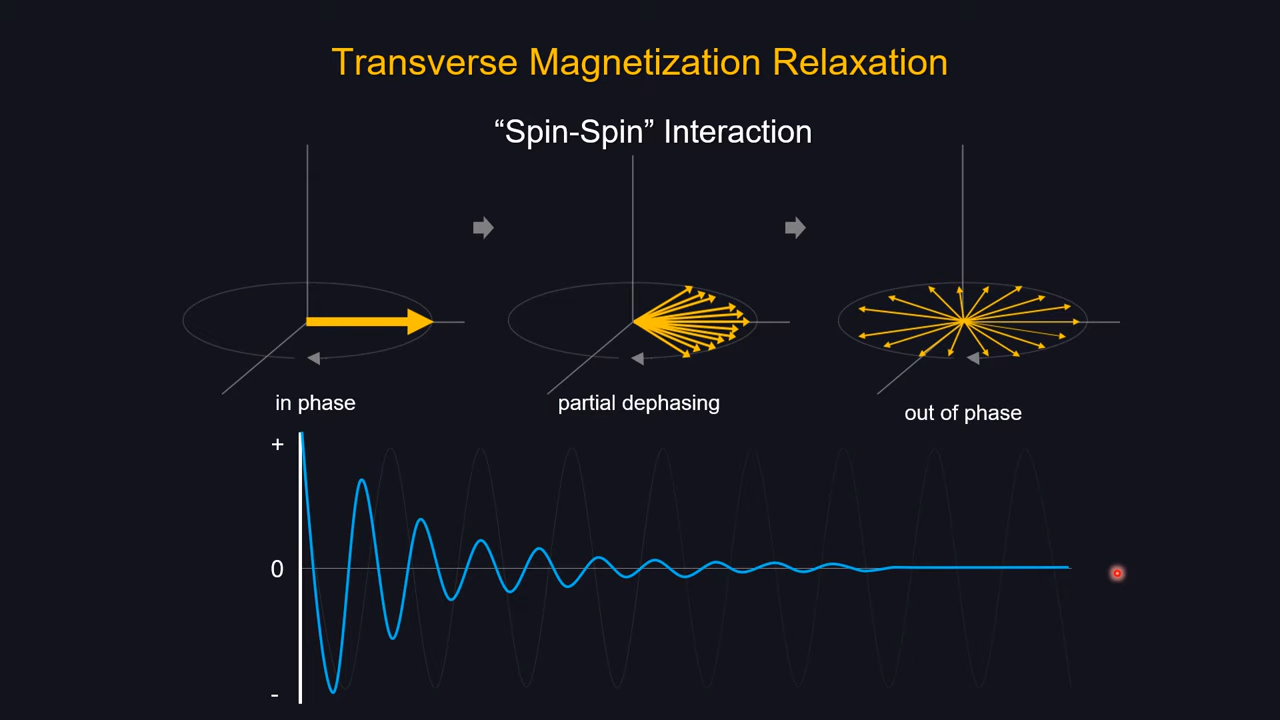 Transverse Magnetization Relaxation
“Spin-Spin” Interaction
in phase
partial dephasing
out of phase
+
0
-